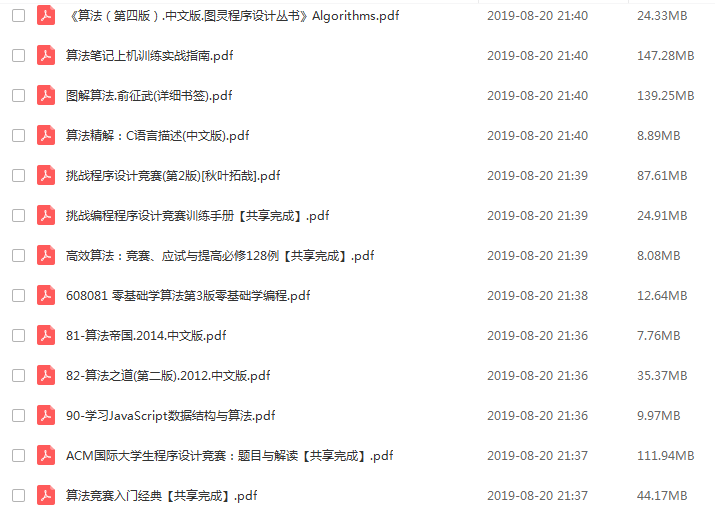 《算法（第四版）.中文版.图灵程序设计丛书》Algorithms.pdf 2019-08-20 21:40 24.33MB
算法笔记上机训练实战指南.pdf 2019-08-20 21:40 147.28MB
图解算法.俞征武(详细书签).pdf 2019-08-20 21:40 139.25MB
算法精解：C语言描述(中文版).pdf 2019-08-20 21:40 8.89MB
挑战程序设计竞赛(第2版)[秋叶拓哉].pdf 2019-08-20 21:39 87.61MB
挑战编程程序设计竞赛训练手册【共享完成】.pdf 2019-08-20 21:39 24.91MB
高效算法：竞赛、应试与提高必修128例【共享完成】.pdf 2019-08-20 21:39 8.08MB
608081 零基础学算法第3版零基础学编程.pdf 2019-08-20 21:38 12.64MB
81-算法帝国.2014.中文版.pdf 2019-08-20 21:36 7.76MB
82-算法之道(第二版).2012.中文版.pdf 2019-08-20 21:36 35.37MB
90-学习JavaScript数据结构与算法.pdf 2019-08-20 21:36 9.97MB
ACM国际大学生程序设计竞赛：题目与解读【共享完成】.pdf 2019-08-20 21:37 111.94MB
算法竞赛入门经典【共享完成】.pdf 2019-08-20 21:37 44.17MB